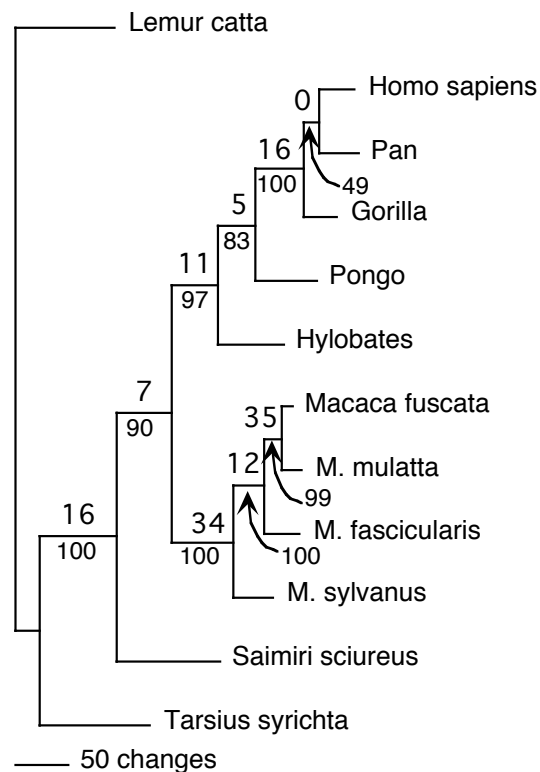 Lemur catta
Homo sapiens
0
Pan
16
100
49
Gorilla
5
83
Pongo
11
97
Hylobates
Macaca fuscata
7
90
35
M. mulatta
12
99
34
100
M. fascicularis
100
M. sylvanus
16
100
Saimiri sciureus
Tarsius syrichta
50 changes